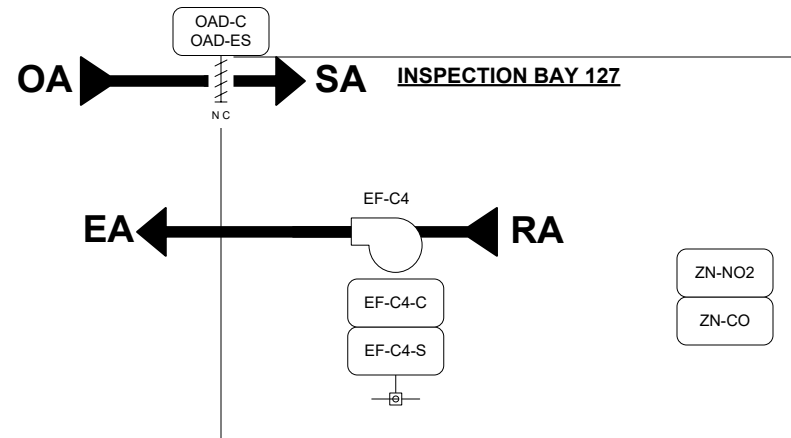 OAD-C
OAD-ES
OA
SA
INSPECTION BAY 127
N C
EF-C4
EA
RA
ZN-NO2
EF-C4-C
ZN-CO
EF-C4-S